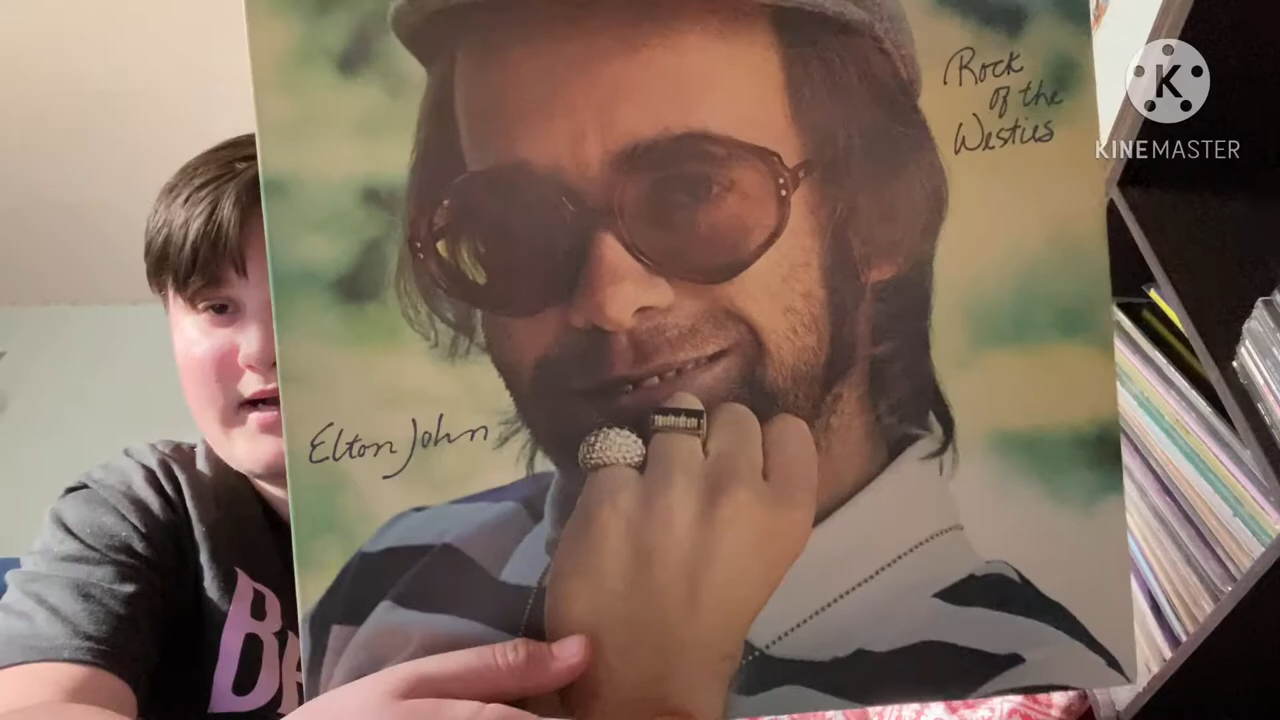 Rock
of the
Westies
K
KINEMASTER
Elton John
B